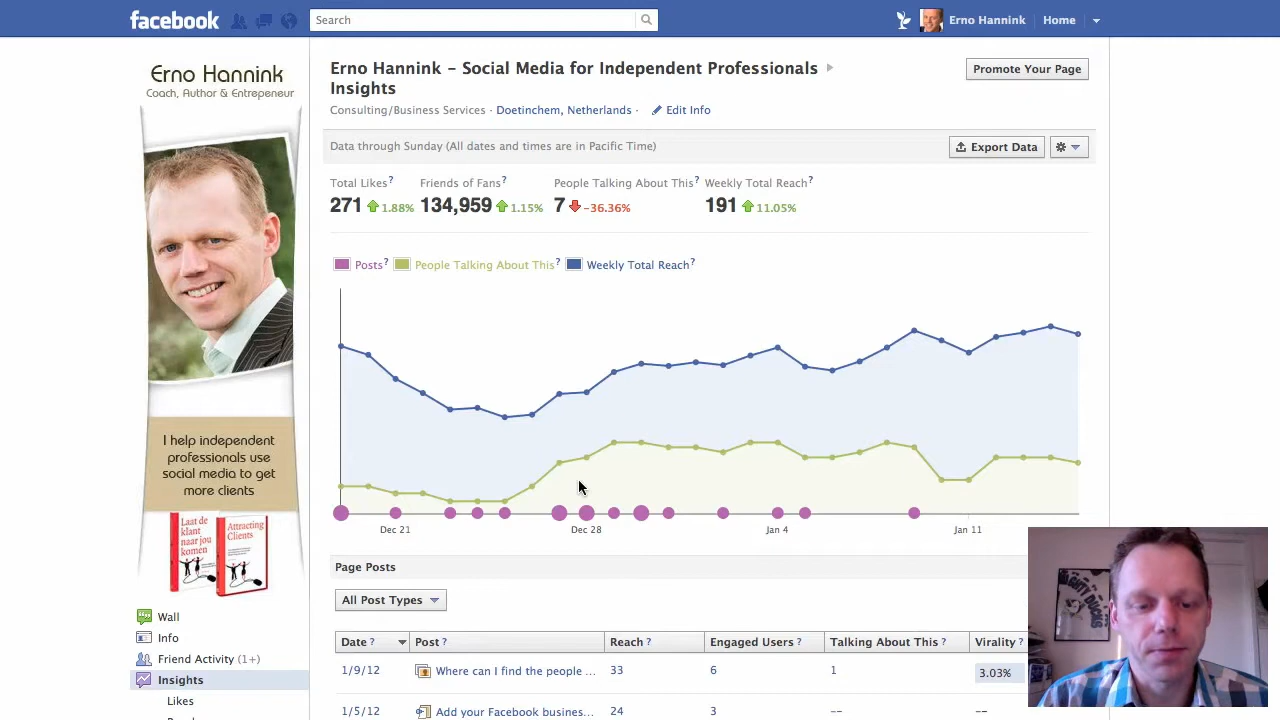 facebook
Search
Erno Hannink
Home
Erno Hannink
Coach, Author & Entrepeneur
I help independent
professionals use
social media to get
more clients
Laat de
klant
naar jou
komen
Attracting
Clients
Wall
Info
Friend Activity (1+)
Insights
Likes
Erno Hannink – Social Media for Independent Professionals
Insights
Promote Your Page
Consulting/Business Services · Doetinchem, Netherlands · Edit Info
Data through Sunday (All dates and times are in Pacific Time)
Export Data
Total Likes? Friends of Fans? People Talking About This? Weekly Total Reach?
271 1.88% 134,959 1.15% 7 -36.36% 191 11.05%
Posts? People Talking About This? Weekly Total Reach?
Dec 21 Dec 28 Jan 4 Jan 11
Page Posts
All Post Types
Date? Post? Reach? Engaged Users? Talking About This? Virality?
1/9/12 Where can I find the people ... 33 6 1 3.03%
1/5/12 Add your Facebook busines... 24 3 -- --
MIGHTY DUCKS